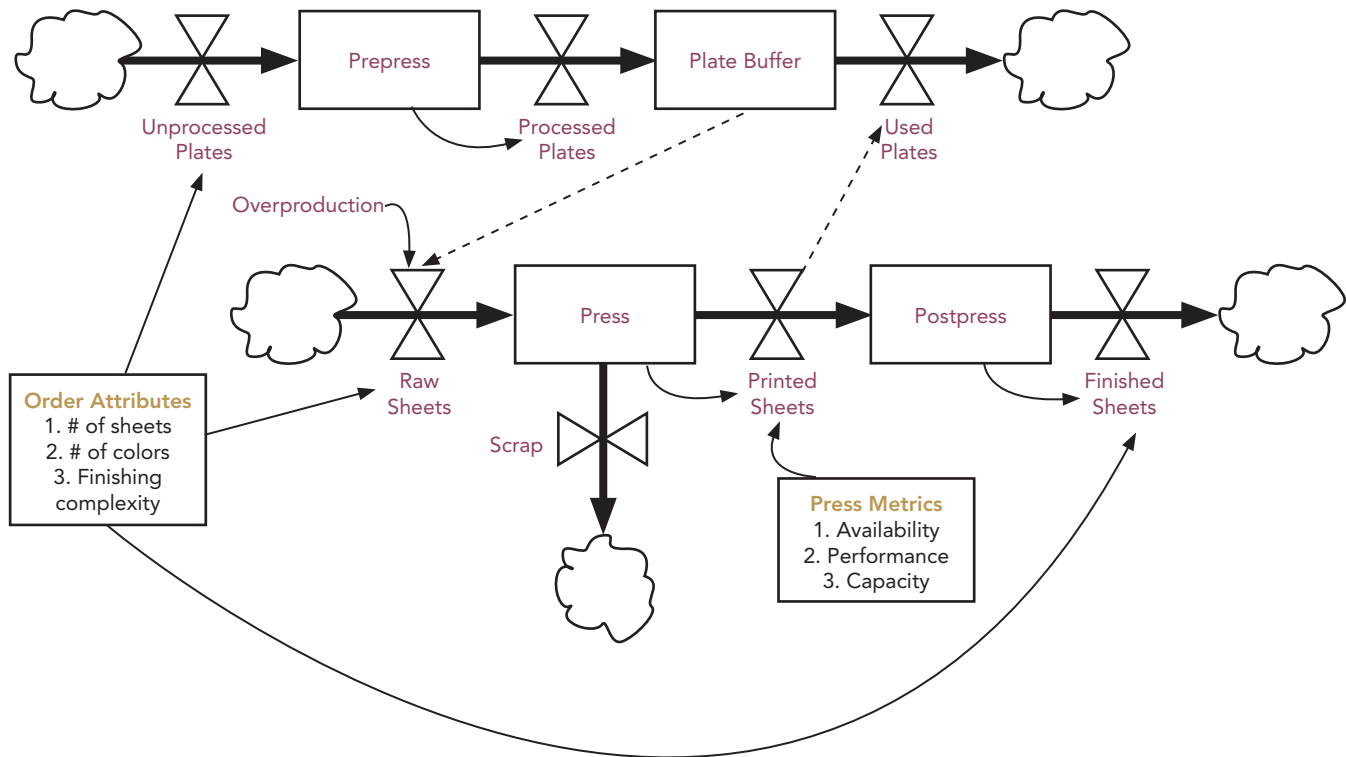 Prepress
Plate Buffer
Unprocessed
Plates
Processed
Plates
Used
Plates
Overproduction
Press
Postpress
Raw
Sheets
Printed
Sheets
Finished
Sheets
Order Attributes
1. # of sheets
2. # of colors
3. Finishing
complexity
Scrap
Press Metrics
1. Availability
2. Performance
3. Capacity